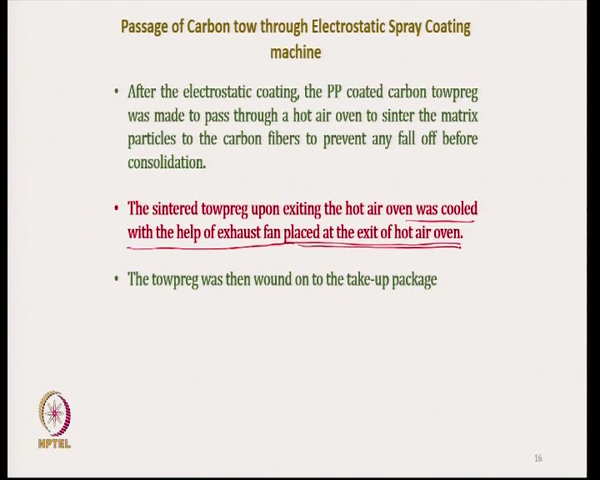 Passage of Carbon tow through Electrostatic Spray Coating
machine
• After the electrostatic coating, the PP coated carbon towpreg
was made to pass through a hot air oven to sinter the matrix
particles to the carbon fibers to prevent any fall off before
consolidation.
• The sintered towpreg upon exiting the hot air oven was cooled
with the help of exhaust fan placed at the exit of hot air oven.
• The towpreg was then wound on to the take-up package
NPTEL
16